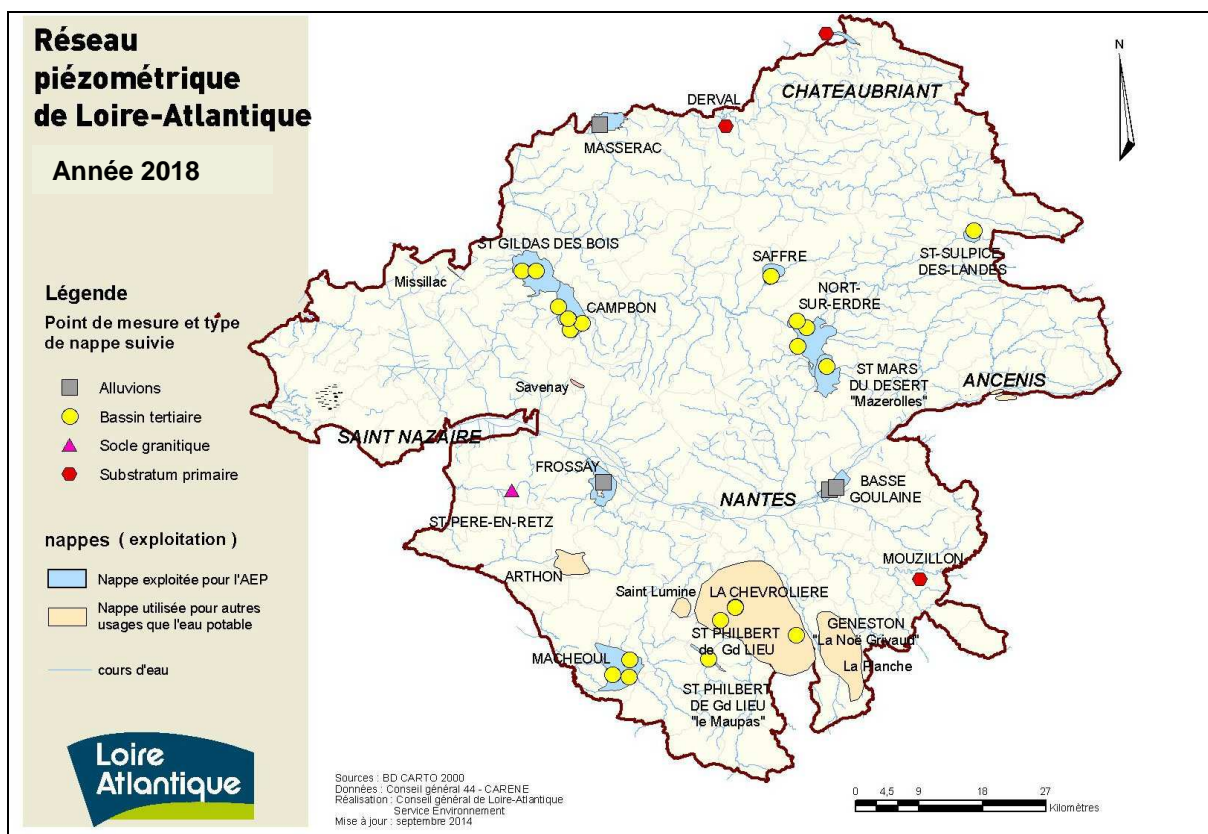 Réseau
piézométrique
de Loire-Atlantique
Année 2018
Légende
Point de mesure et type
de nappe suivie
Alluvions
Bassin tertiaire
Socle granitique
Substratum primaire
nappes ( exploitation )
Nappe exploitée pour l'AEP
Nappe utilisée pour autres
usages que l'eau potable
cours d'eau
Loire
Atlantique
N
CHATEAUBRIANT
DERVAL
MASSERAC
ST GILDAS DES BOIS
Missillac
SAFFRE
ST-SULPICE
DES-LANDES
CAMPBON
NORT-
SUR-ERDRE
ST MARS
DU DESERT
"Mazerolles"
ANCENIS
Savenay
SAINT NAZAIRE
FROSSAY
NANTES
BASSE
GOULAINE
ST-PERE-EN-RETZ
MOUZILLON
ARTHON
Saint Lumine
LA CHEVROLIERE
ST PHILBERT
de Gd LIEU
GENESTON
"La Noë Grivaud"
La Planche
MACHEOUL
ST PHILBERT
DE Gd LIEU
"le Maupas"
Sources : BD CARTO 2000
Données : Conseil général 44 - CARENE
Réalisation : Conseil général de Loire-Atlantique
Service Environnement
Mise à jour : septembre 2014
0 4,5 9 18 27
Kilomètres